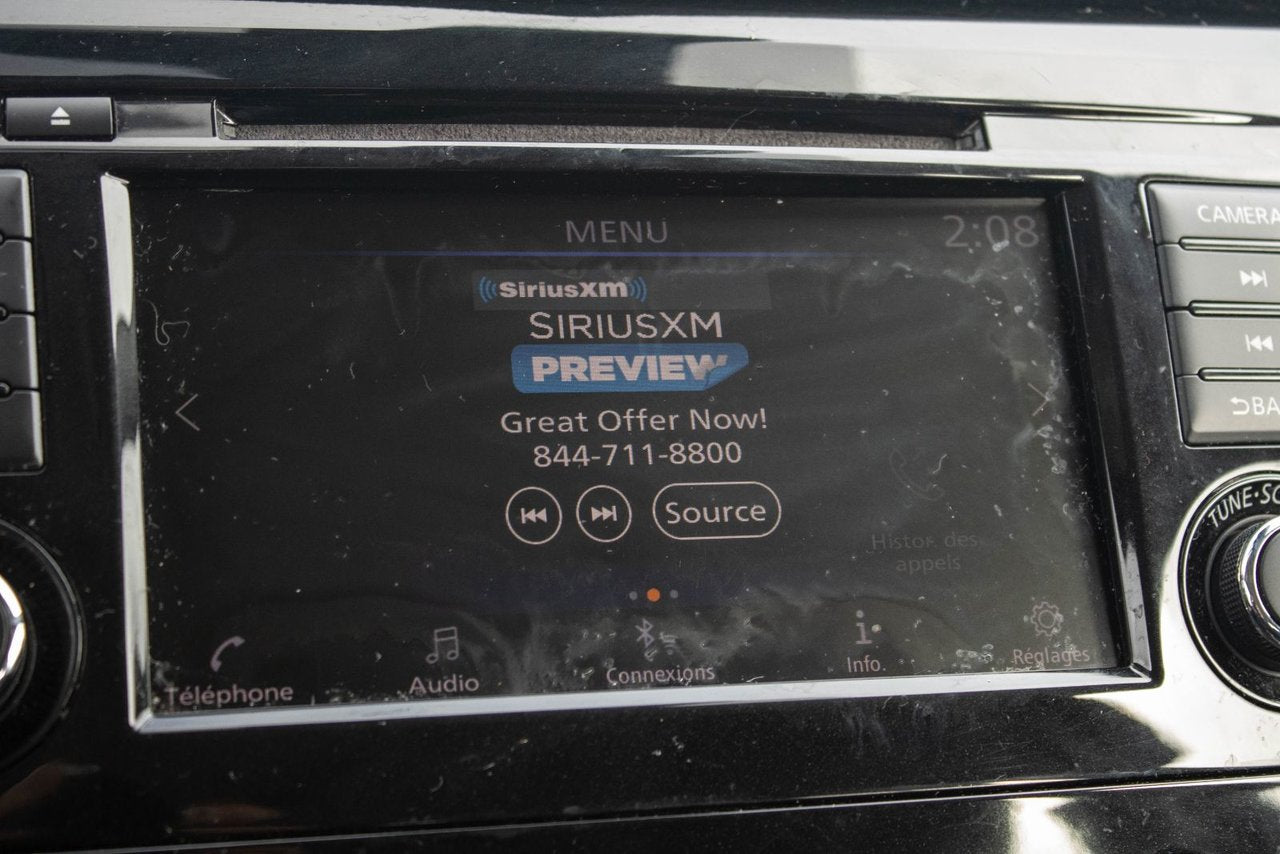 MENU
2:08
SiriusXM
SIRIUSXM
PREVIEW
Great Offer Now!
844-711-8800
Source
Histor. des
appels
Téléphone
Audio
Connexions
Info.
Réglages
CAMERA
BA
TUNE·SC